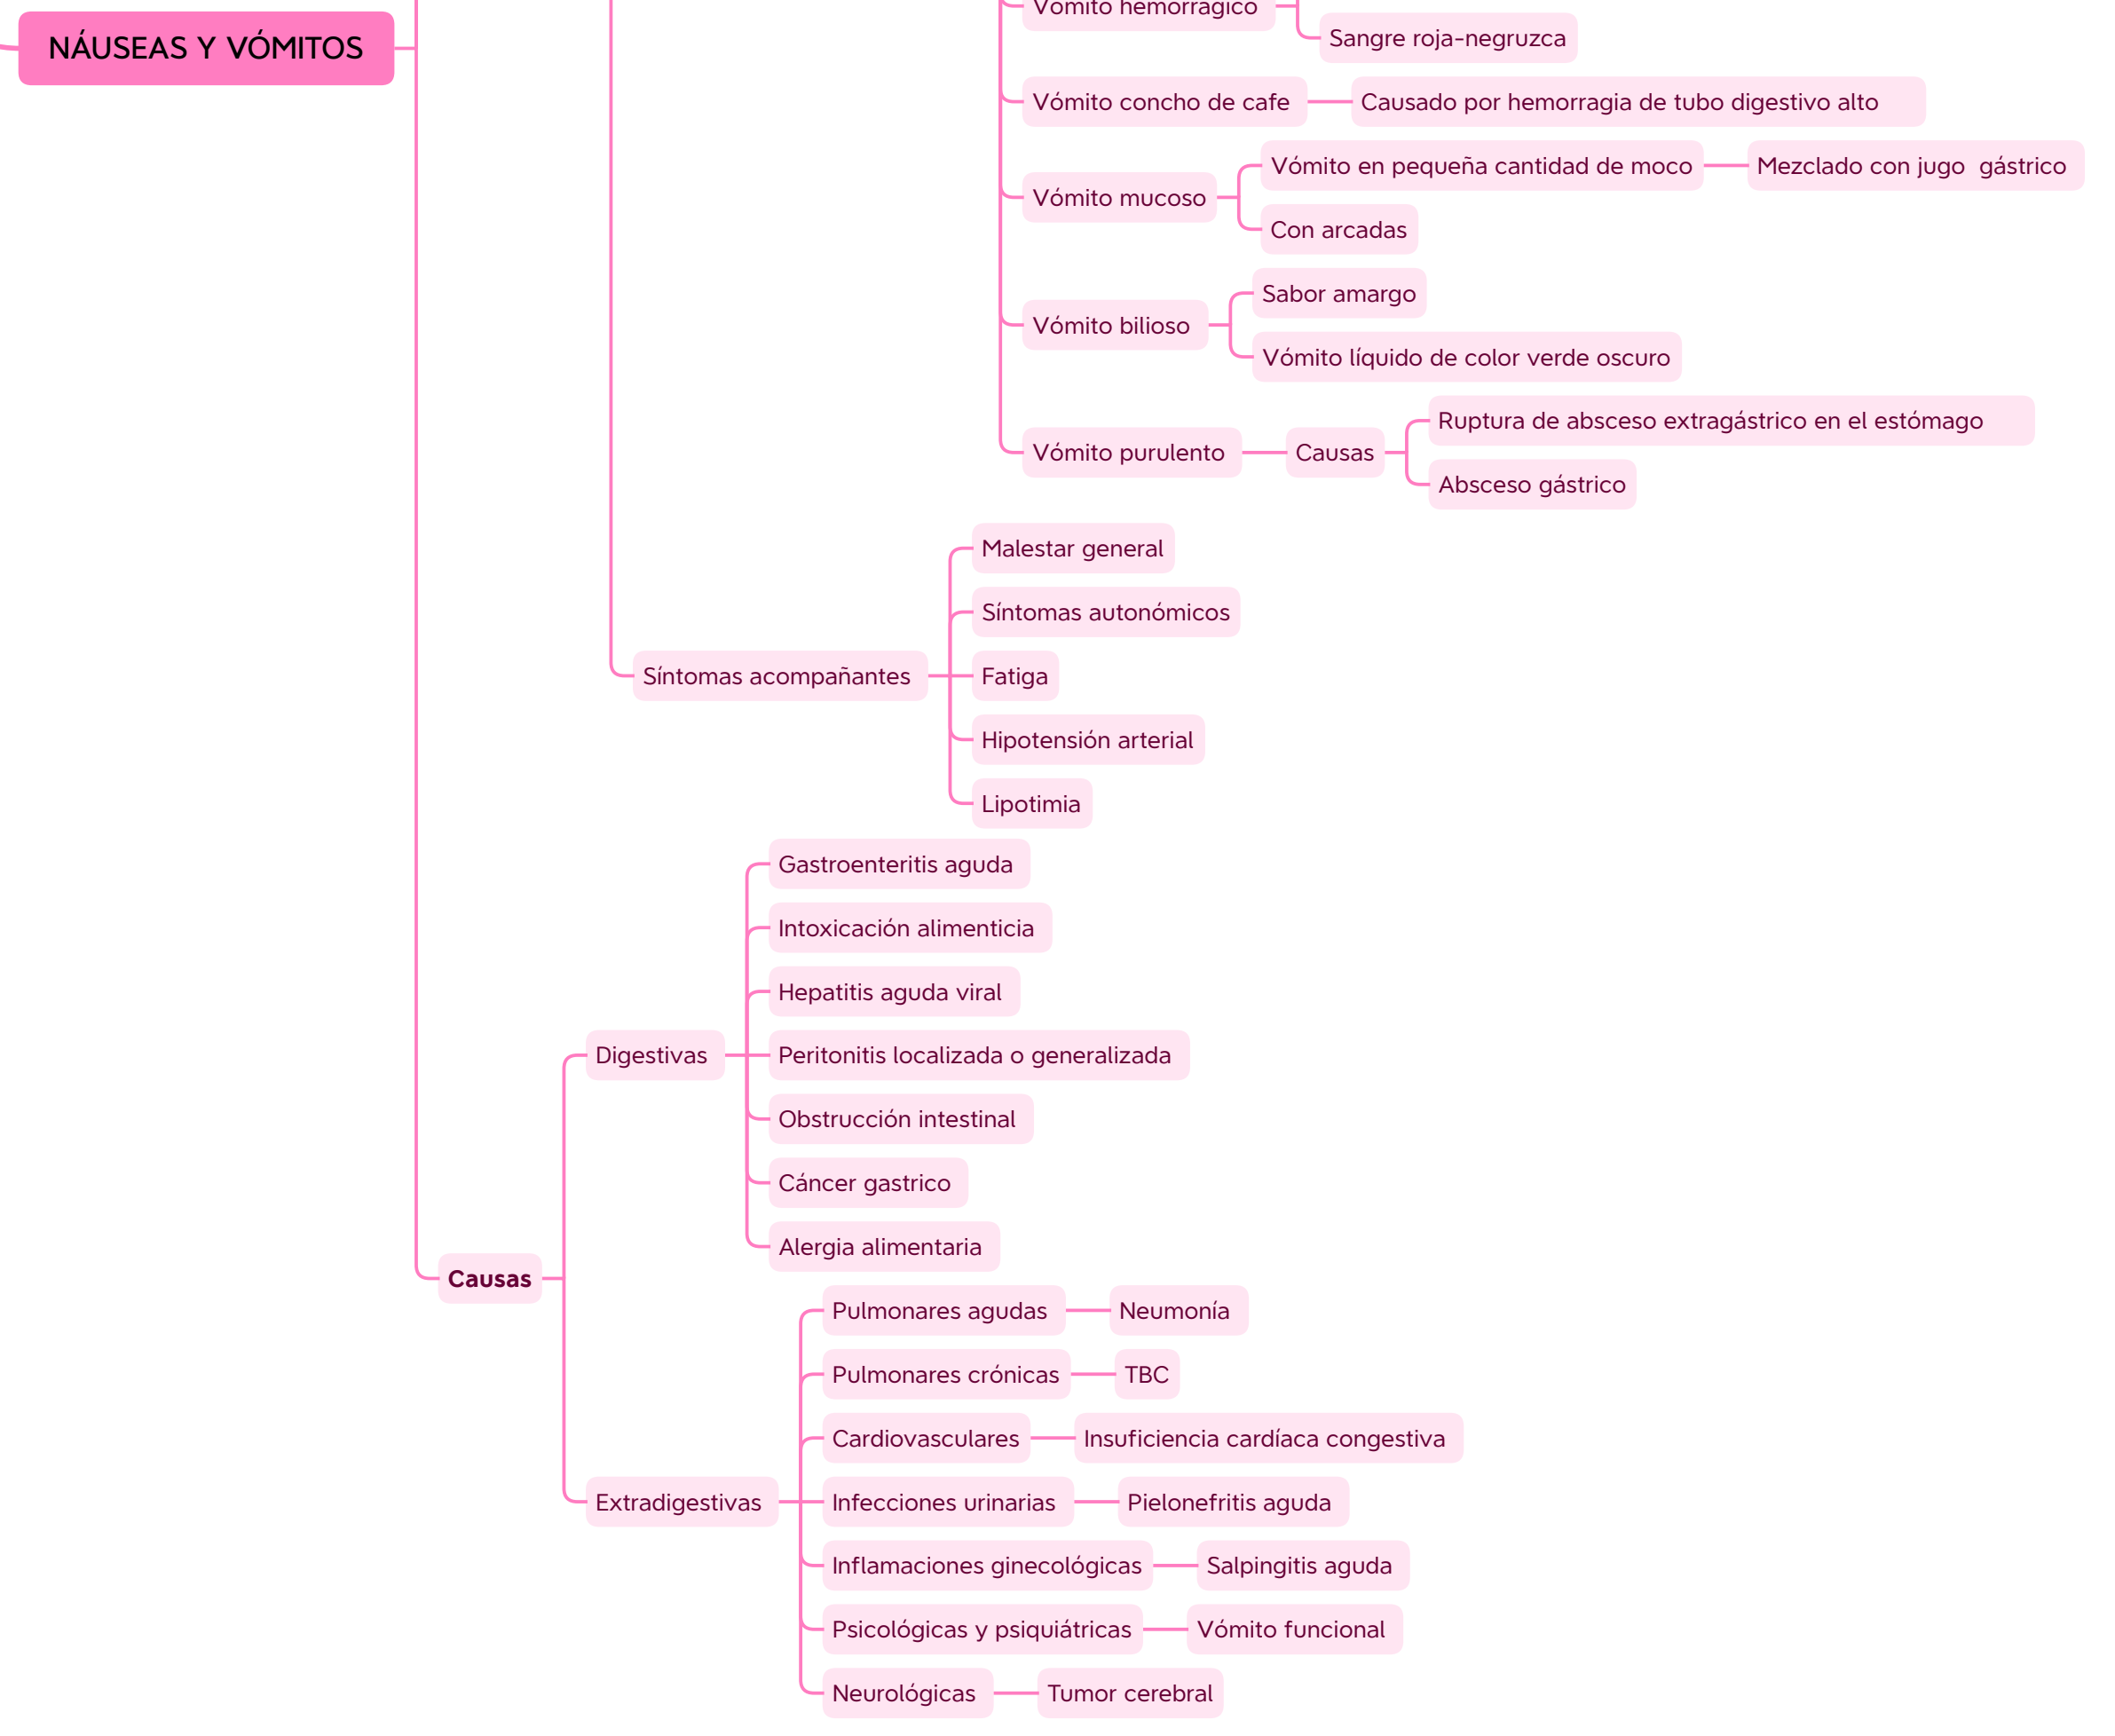 NÁUSEAS Y VÓMITOS
Vómito hemorrágico
Sangre roja-negruzca
Vómito concho de cafe
Causado por hemorragia de tubo digestivo alto
Vómito mucoso
Vómito en pequeña cantidad de moco
Mezclado con jugo gástrico
Con arcadas
Vómito bilioso
Sabor amargo
Vómito líquido de color verde oscuro
Vómito purulento
Causas
Ruptura de absceso extragástrico en el estómago
Absceso gástrico
Síntomas acompañantes
Malestar general
Síntomas autonómicos
Fatiga
Hipotensión arterial
Lipotimia
Causas
Digestivas
Gastroenteritis aguda
Intoxicación alimenticia
Hepatitis aguda viral
Peritonitis localizada o generalizada
Obstrucción intestinal
Cáncer gastrico
Alergia alimentaria
Extradigestivas
Pulmonares agudas
Neumonía
Pulmonares crónicas
TBC
Cardiovasculares
Insuficiencia cardíaca congestiva
Infecciones urinarias
Pielonefritis aguda
Inflamaciones ginecológicas
Salpingitis aguda
Psicológicas y psiquiátricas
Vómito funcional
Neurológicas
Tumor cerebral